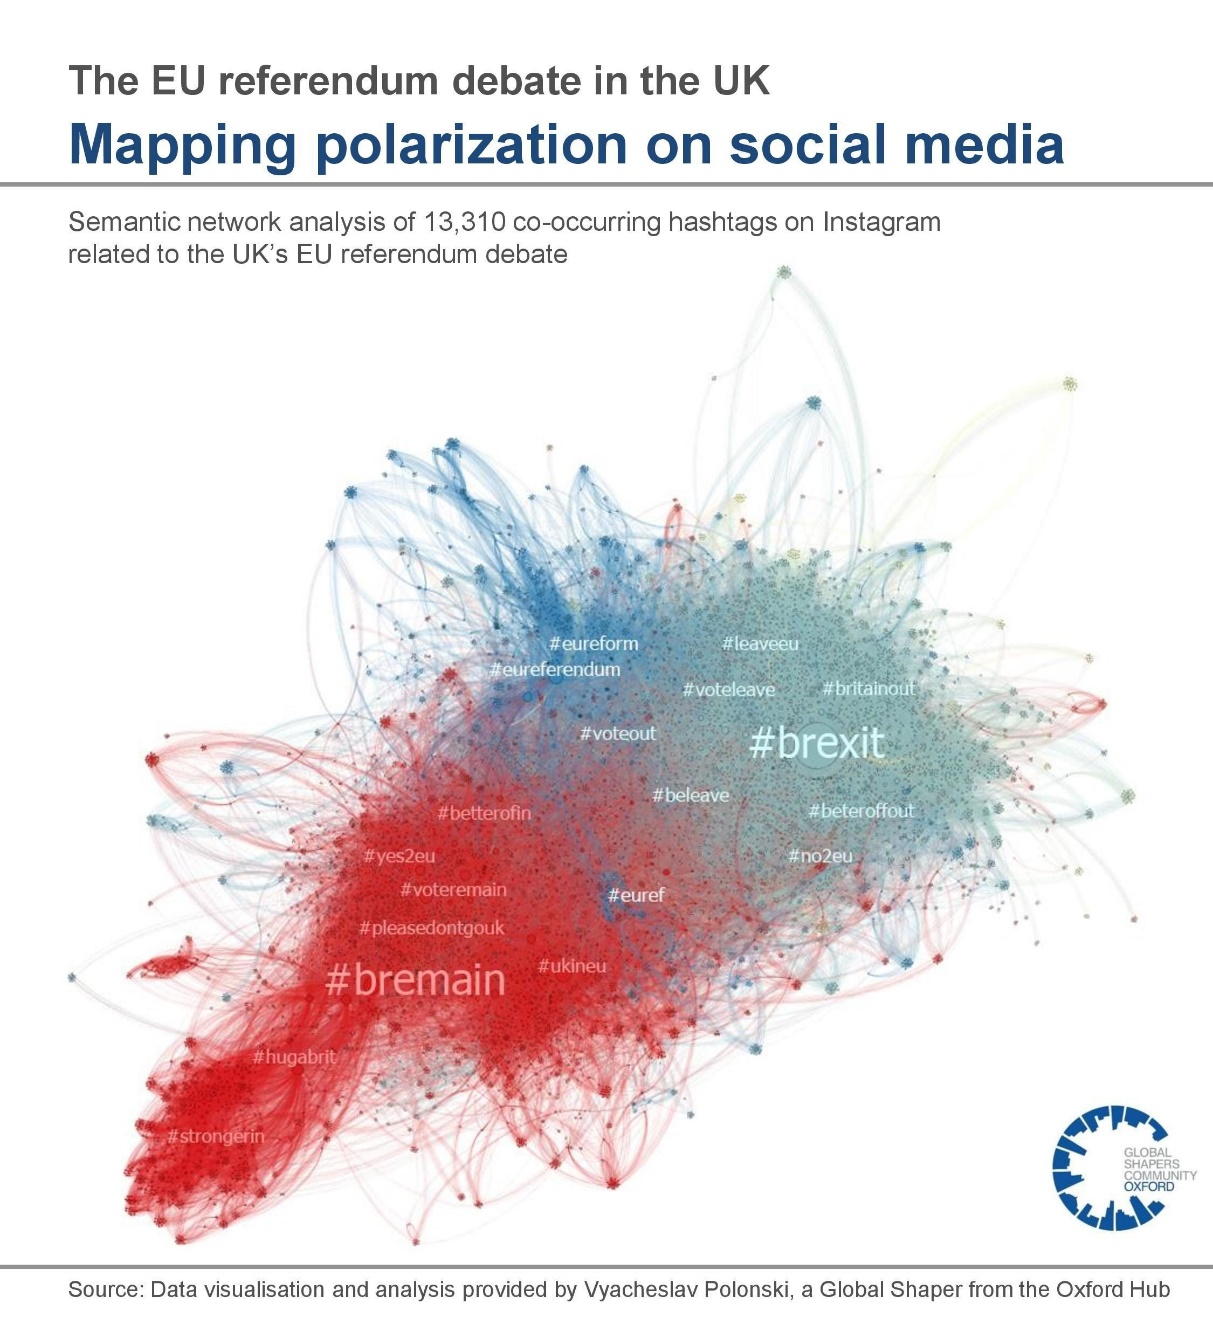 The EU referendum debate in the UK
Mapping polarization on social media
Semantic network analysis of 13,310 co-occurring hashtags on Instagram
related to the UK’s EU referendum debate
#eureform
#leaveeu
#eureferendum
#voteleave
#britainout
#voteout
#brexit
#beleave
#betterofin
#beteroffout
#yes2eu
#no2eu
#voteremain
#euref
#pleasedontgouk
#bremain
#ukineu
#hugabrit
#strongerin
GLOBAL
SHAPERS
COMMUNITY
OXFORD
Source: Data visualisation and analysis provided by Vyacheslav Polonski, a Global Shaper from the Oxford Hub